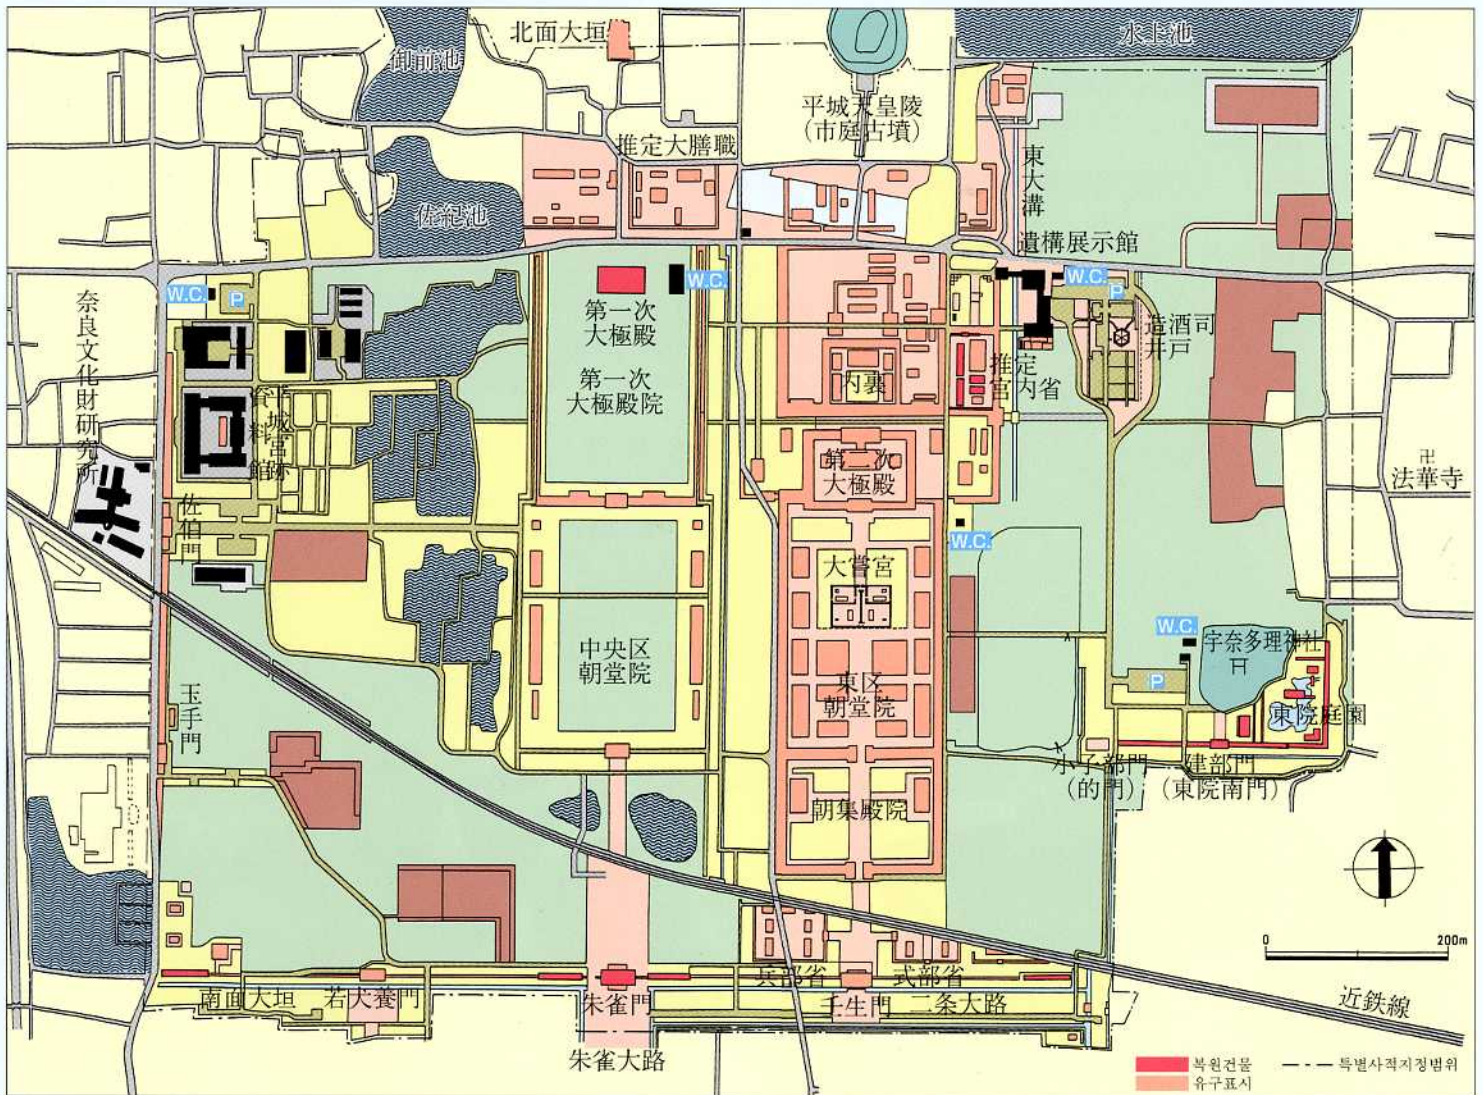 北面大垣
御前池
水上池
平城天皇陵
(市庭古墳)
推定大膳職
東大溝
佐紀池
遺構展示館
W.C.
P
W.C.
W.C.
P
第一次
大極殿
造酒司
井戸
奈良文化財研究所
第一次
大極殿院
内裏
推定
宮内省
平城宮跡
資料館
第二次
大極殿
卍
法華寺
佐伯門
W.C.
大嘗宮
W.C.
宇奈多理神社
中央区
朝堂院
東区
朝堂院
P
玉手門
東院庭園
小子部門
(的門)
建部門
(東院南門)
朝集殿院
0 200m
兵部省
式部省
南面大垣
若犬養門
朱雀門
壬生門
二条大路
近鉄線
朱雀大路
복원건물
특별사적지정범위
유구표시